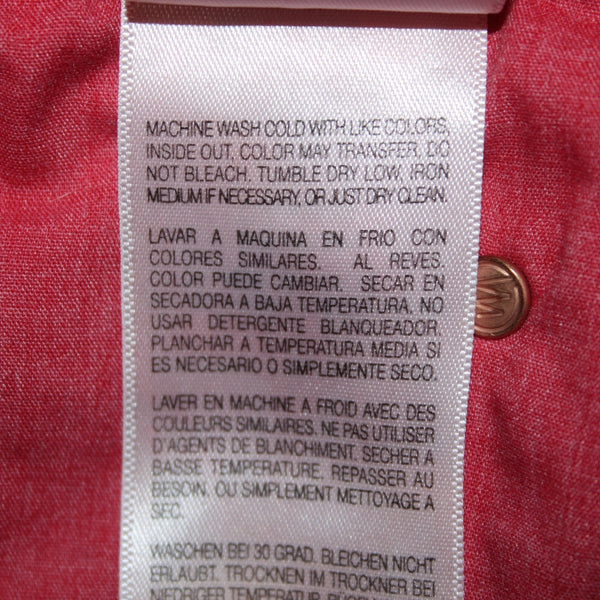 MACHINE WASH COLD WITH LIKE COLORS,
INSIDE OUT, COLOR MAY TRANSFER, DO
NOT BLEACH. TUMBLE DRY LOW, IRON
MEDIUM IF NECESSARY, OR JUST DRY CLEAN.
LAVAR A MAQUINA EN FRIO CON
COLORES SIMILARES. AL REVES.
COLOR PUEDE CAMBIAR. SECAR EN
SECADORA A BAJA TEMPERATURA, NO
USAR DETERGENTE BLANQUEADOR.
PLANCHAR A TEMPERATURA MEDIA SI
ES NECESARIO O SIMPLEMENTE SECO.
LAVER EN MACHINE A FROID AVEC DES
COULEURS SIMILAIRES. NE PAS UTILISER
D'AGENTS DE BLANCHIMENT. SECHER A
BASSE TEMPERATURE. REPASSER AU
BESOIN. OU SIMPLEMENT METTOYAGE A
SEC.
WASCHEN BEI 30 GRAD. BLEICHEN NICHT
ERLAUBT. TROCKNEN IM TROCKNER BEI
NIEDRIGER TEMPERATUR.